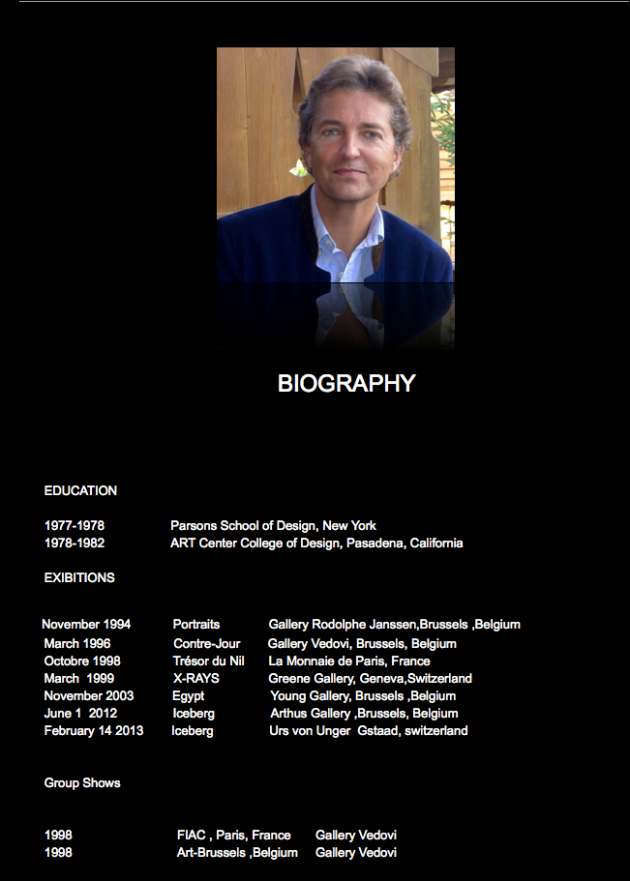 BIOGRAPHY
EDUCATION
1977-1978 Parsons School of Design, New York
1978-1982 ART Center College of Design, Pasadena, California
EXIBITIONS
November 1994 Portraits Gallery Rodolphe Janssen,Brussels ,Belgium
March 1996 Contre-Jour Gallery Vedovi, Brussels, Belgium
Octobre 1998 Trésor du Nil La Monnaie de Paris, France
March 1999 X-RAYS Greene Gallery, Geneva,Switzerland
November 2003 Egypt Young Gallery, Brussels ,Belgium
June 1 2012 Iceberg Arthus Gallery ,Brussels, Belgium
February 14 2013 Iceberg Urs von Unger Gstaad, switzerland
Group Shows
1998 FIAC , Paris, France Gallery Vedovi
1998 Art-Brussels ,Belgium Gallery Vedovi